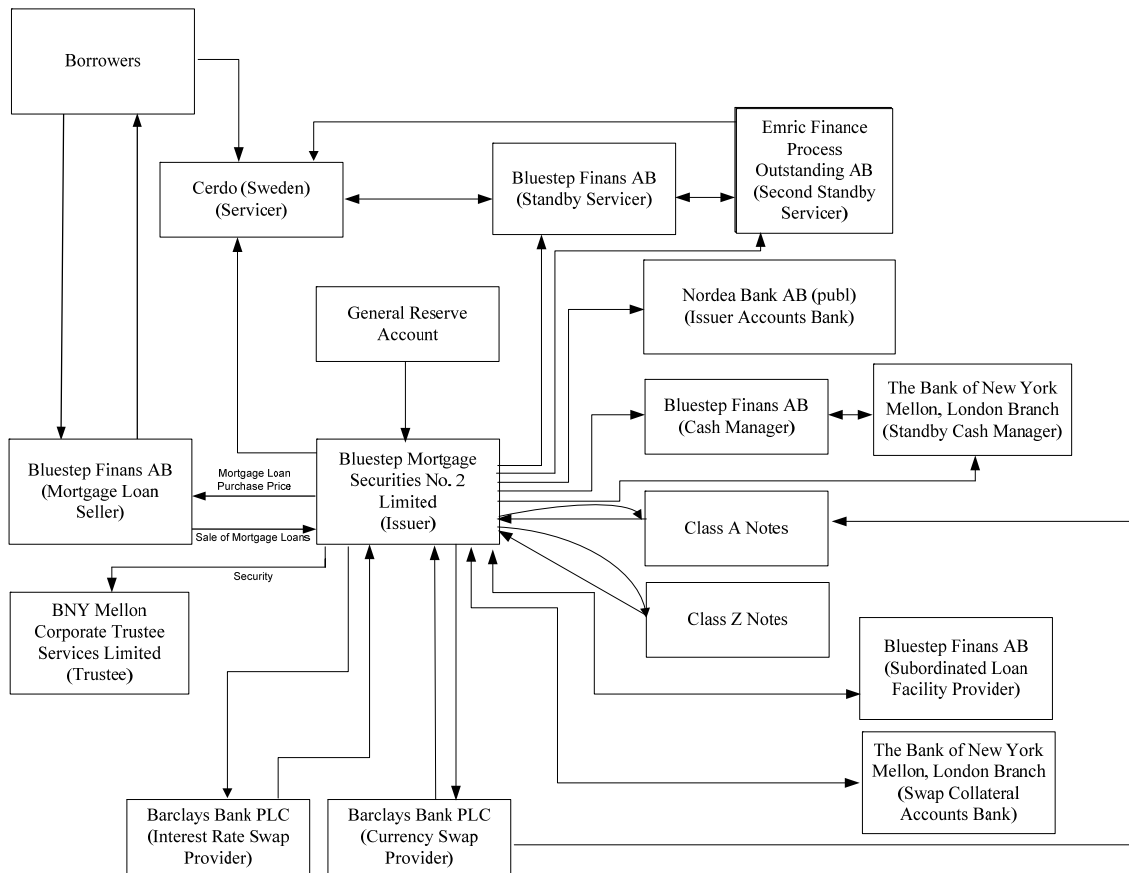 Borrowers
Emric Finance
Process
Outstanding AB
(Second Standby
Servicer)
Cerdo (Sweden)
(Servicer)
Bluestep Finans AB
(Standby Servicer)
Nordea Bank AB (publ)
(Issuer Accounts Bank)
General Reserve
Account
The Bank of New York
Mellon, London Branch
(Standby Cash Manager)
Bluestep Finans AB
(Cash Manager)
Bluestep Finans AB
(Mortgage Loan
Seller)
Mortgage Loan
Purchase Price
Sale of Mortgage Loans
Bluestep Mortgage
Securities No. 2
Limited
(Issuer)
Class A Notes
Security
BNY Mellon
Corporate Trustee
Services Limited
(Trustee)
Class Z Notes
Bluestep Finans AB
(Subordinated Loan
Facility Provider)
The Bank of New York
Mellon, London Branch
(Swap Collateral
Accounts Bank)
Barclays Bank PLC
(Interest Rate Swap
Provider)
Barclays Bank PLC
(Currency Swap
Provider)